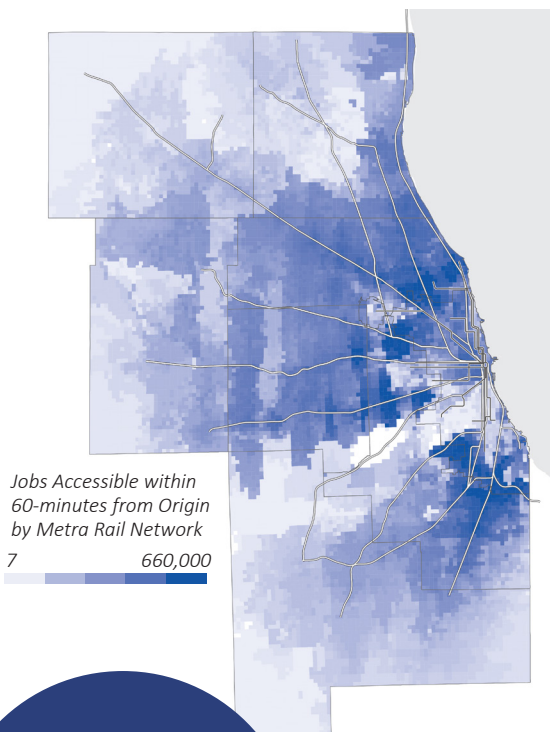 Jobs Accessible within
60-minutes from Origin
by Metra Rail Network
7 660,000